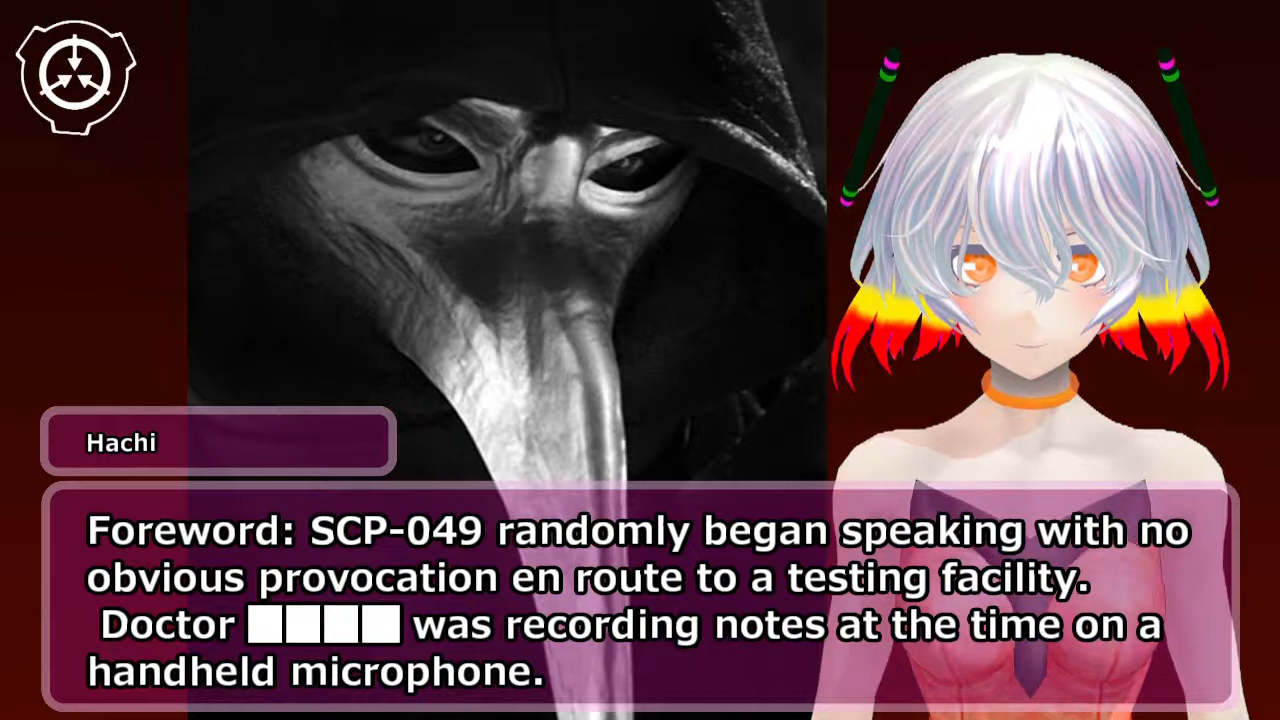 Hachi
Foreword: SCP-049 randomly began speaking with no
obvious provocation en route to a testing facility.
Doctor ████ was recording notes at the time on a
handheld microphone.